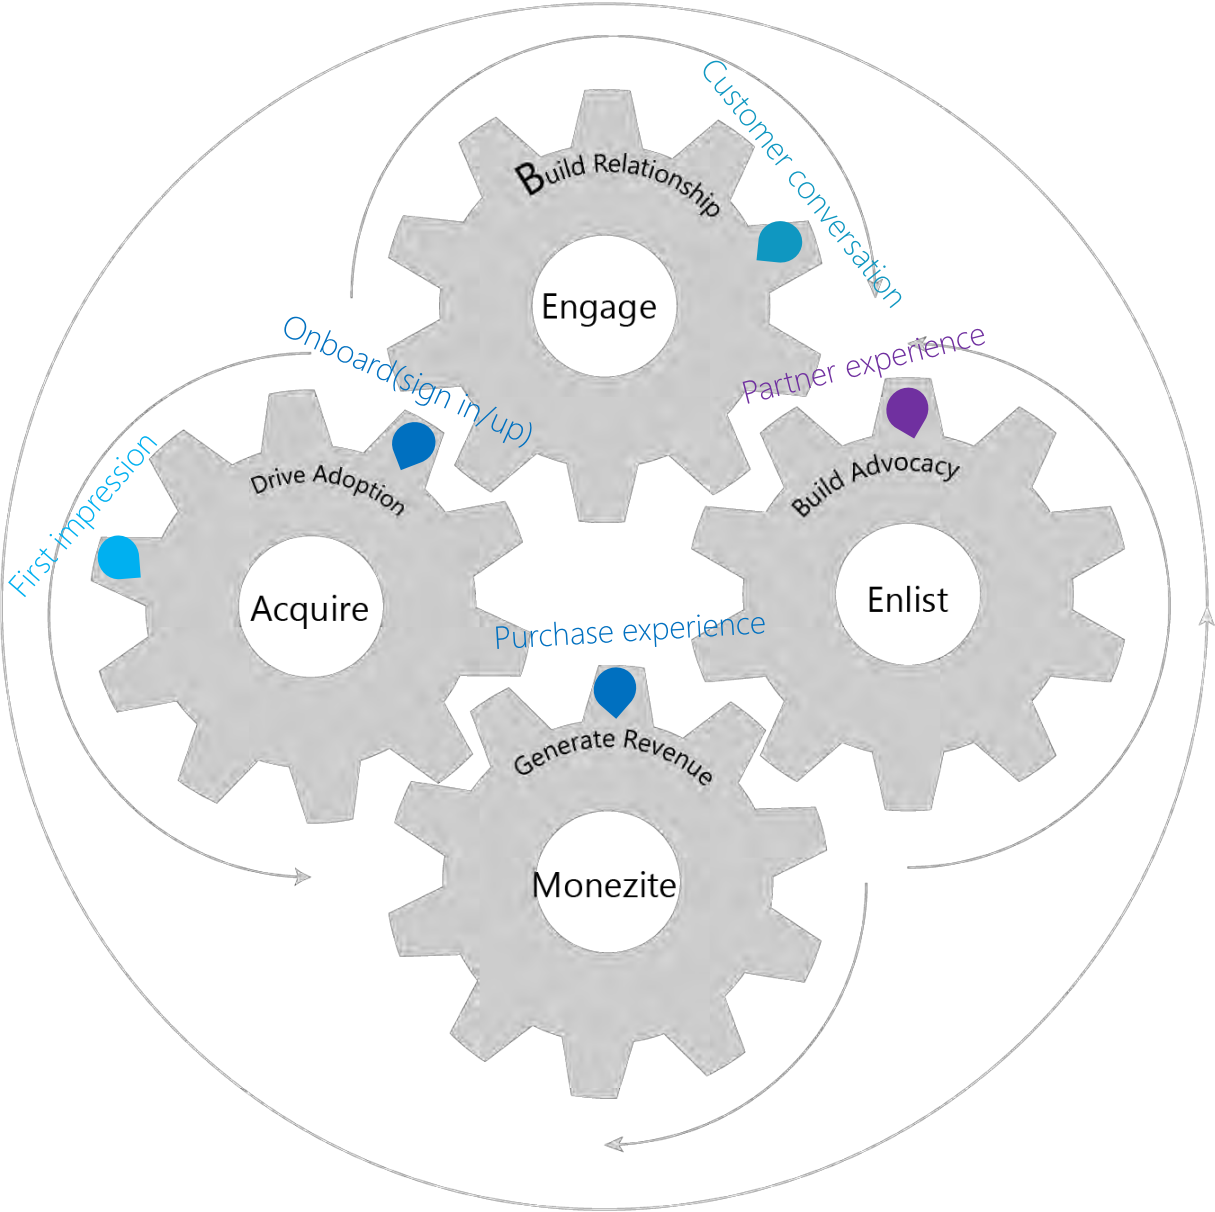 Customer conversation
Build Relationship
Engage
Onboard(sign in/up)
Partner experience
First impression
Drive Adoption
Build Advocacy
Acquire
Enlist
Purchase experience
Generate Revenue
Monezite